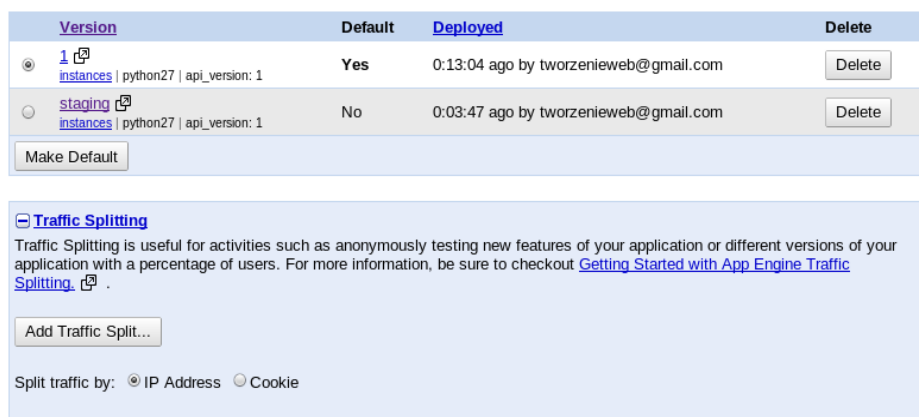 Version Default Deployed Delete
1
Yes 0:13:04 ago by tworzenieweb@gmail.com Delete
instances | python27 | api_version: 1
staging
No 0:03:47 ago by tworzenieweb@gmail.com Delete
instances | python27 | api_version: 1
Make Default
Traffic Splitting
Traffic Splitting is useful for activities such as anonymously testing new features of your application or different versions of your
application with a percentage of users. For more information, be sure to checkout Getting Started with App Engine Traffic
Splitting. .
Add Traffic Split...
Split traffic by: IP Address Cookie